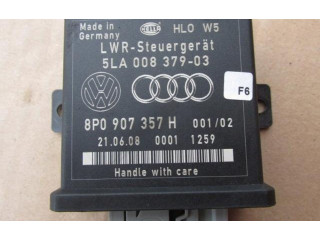 Made in Germany
HELLA
HLO W5
LWR-Steuergerät
5LA 008 379-03
F6
8P0 907 357 H 001/02
21.06.08 0001 1259
Handle with care